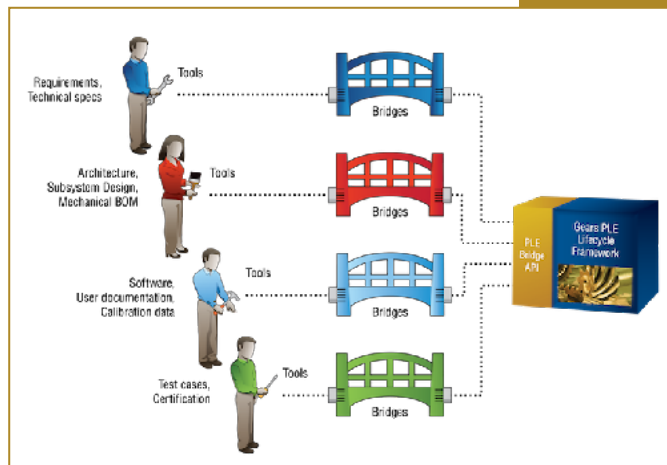 Requirements,
Technical specs
Tools
Bridges
Architecture,
Subsystem Design,
Mechanical BOM
Tools
Bridges
Software,
User documentation,
Calibration data
Tools
Bridges
Test cases,
Certification
Tools
Bridges
PLE
Bridge
API
Gears PLE
Lifecycle
Framework